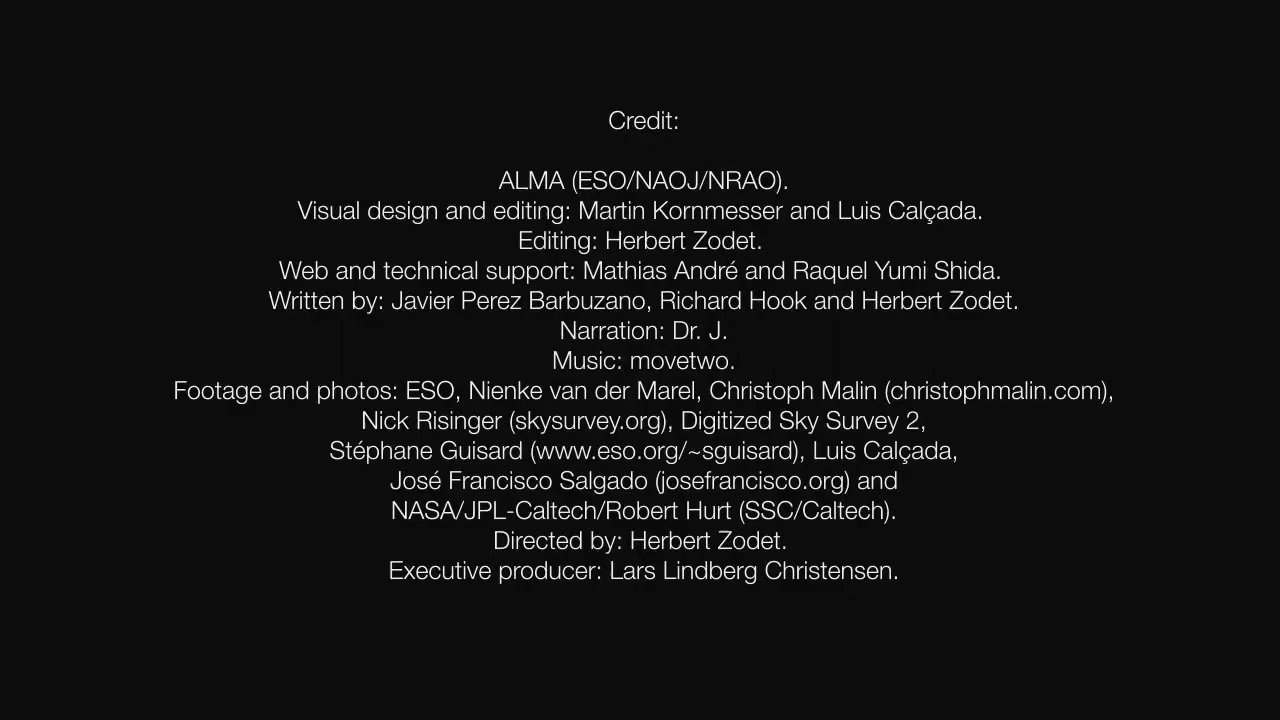 Credit:
ALMA (ESO/NAOJ/NRAO).
Visual design and editing: Martin Kornmesser and Luis Calçada.
Editing: Herbert Zodet.
Web and technical support: Mathias André and Raquel Yumi Shida.
Written by: Javier Perez Barbuzano, Richard Hook and Herbert Zodet.
Narration: Dr. J.
Music: movetwo.
Footage and photos: ESO, Nienke van der Marel, Christoph Malin (christophmalin.com),
Nick Risinger (skysurvey.org), Digitized Sky Survey 2,
Stéphane Guisard (www.eso.org/~sguisard), Luis Calçada,
José Francisco Salgado (josefrancisco.org) and
NASA/JPL-Caltech/Robert Hurt (SSC/Caltech).
Directed by: Herbert Zodet.
Executive producer: Lars Lindberg Christensen.